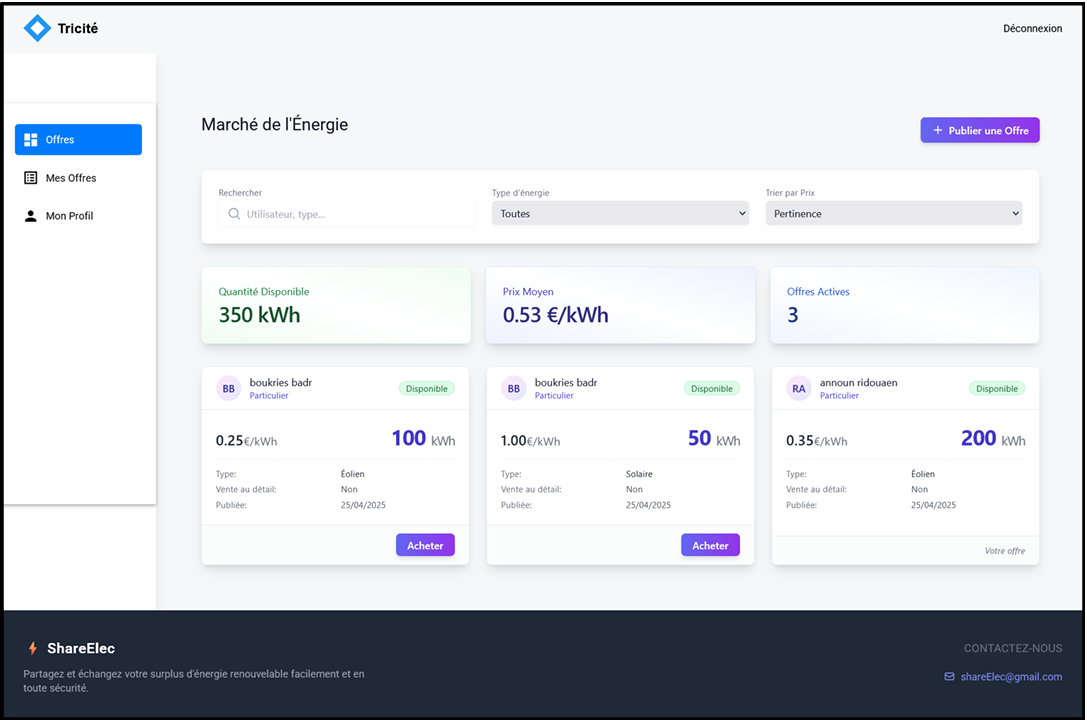 Tricité
Déconnexion
Offres
Mes Offres
Mon Profil
Marché de l'Énergie
+ Publier une Offre
Rechercher
Utilisateur, type...
Type d'énergie
Toutes
Trier par Prix
Pertinence
Quantité Disponible
350 kWh
Prix Moyen
0.53 €/kWh
Offres Actives
3
BB
boukries badr
Particulier
Disponible
0.25€/kWh
100 kWh
Type: Éolien
Vente au détail: Non
Publiée: 25/04/2025
Acheter
BB
boukries badr
Particulier
Disponible
1.00€/kWh
50 kWh
Type: Solaire
Vente au détail: Non
Publiée: 25/04/2025
Acheter
RA
announ ridouaen
Particulier
Disponible
0.35€/kWh
200 kWh
Type: Éolien
Vente au détail: Non
Publiée: 25/04/2025
Votre offre
ShareElec
Partagez et échangez votre surplus d'énergie renouvelable facilement et en
toute sécurité.
CONTACTEZ-NOUS
shareElec@gmail.com